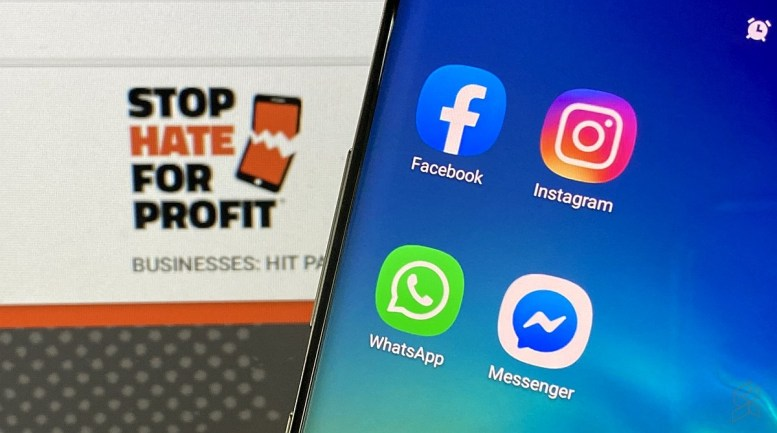 STOP
HATE
FOR
PROFIT
BUSINESSES: HIT PA
Facebook
Instagram
WhatsApp
Messenger